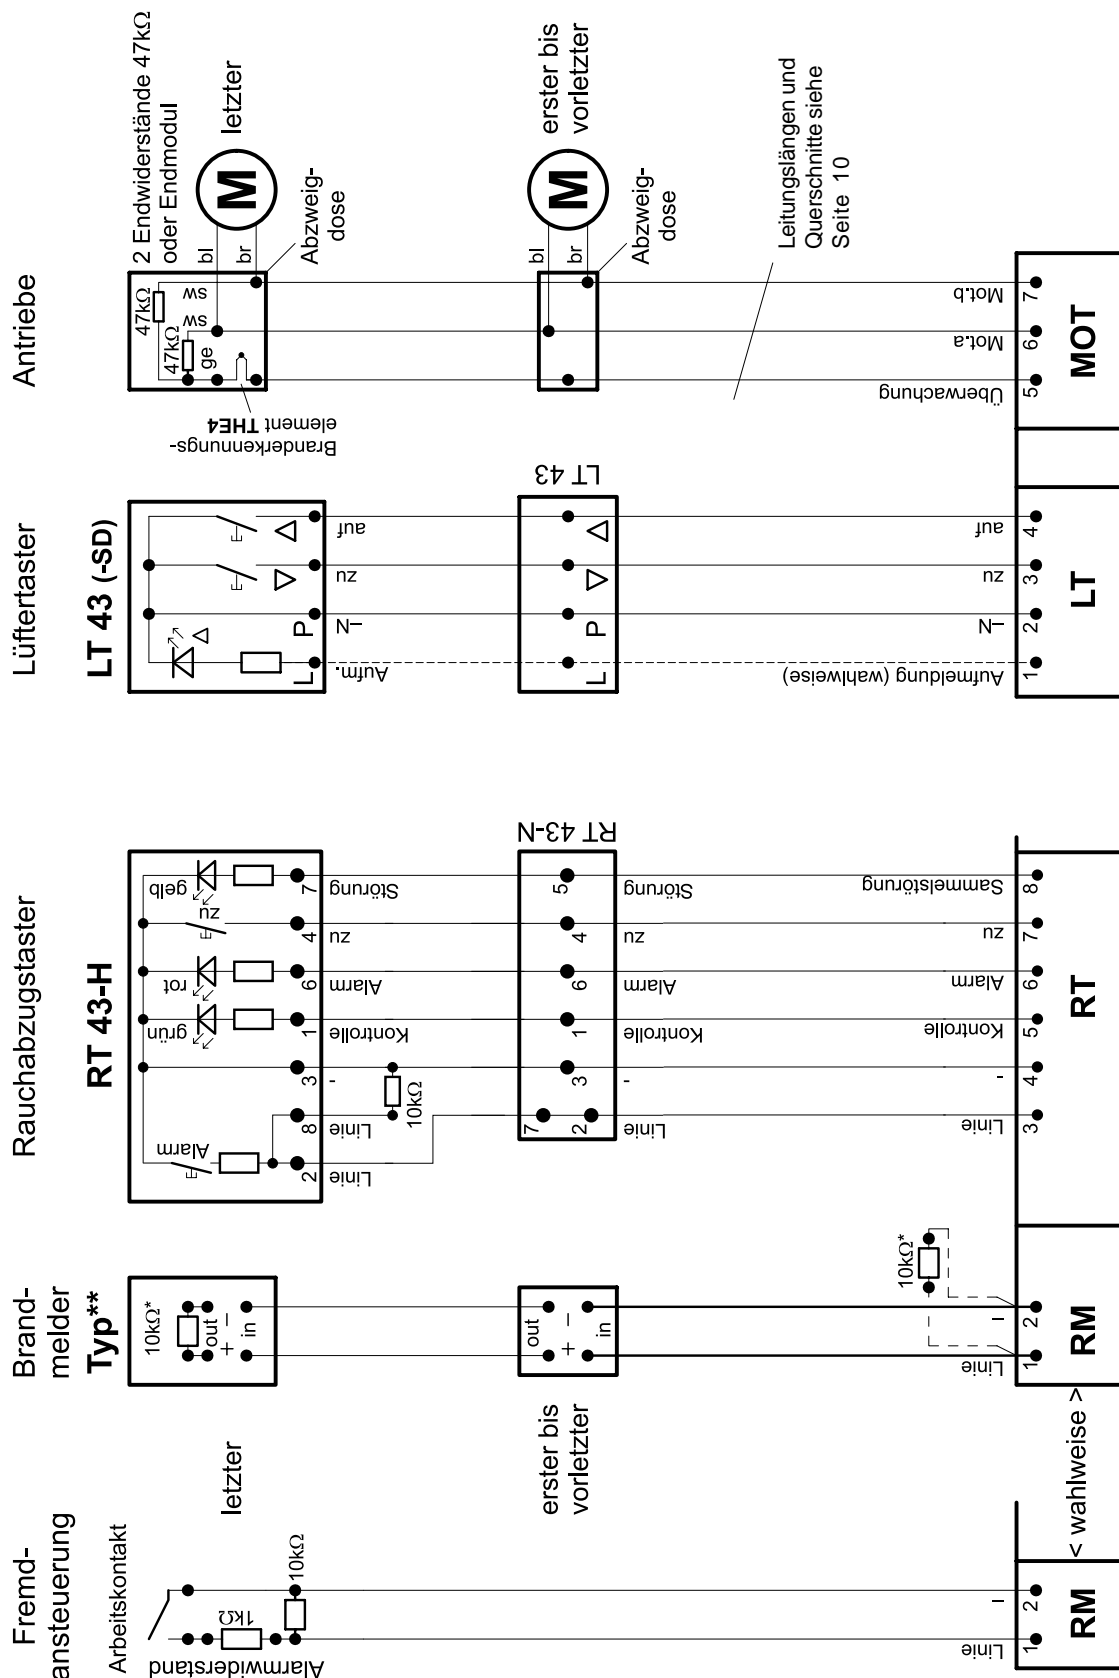 Fremd-
ansteuerung
Arbeitskontakt
1kΩ
Alarmwiderstand
10kΩ
letzter
erster bis
vorletzter
Linie
–
1
2
RM
< wahlweise >
Brand-
melder
Typ**
10kΩ*
out
+ –
in
out
+ –
in
10kΩ*
Linie
–
1
2
RM
Rauchabzugstaster
RT 43-H
Alarm
grün
rot
zu
gelb
2
8
3
1
6
4
7
Linie
Linie
-
Kontrolle
Alarm
zu
Störung
10kΩ
RT 43-N
7
2
3
1
6
4
5
Linie
-
Kontrolle
Alarm
zu
Störung
Linie
-
Kontrolle
Alarm
zu
Sammelstörung
3
4
5
6
7
8
RT
Lüftertaster
LT 43 (-SD)
L
P
Aufm.
–N
zu
auf
LT 43
L
P
Aufmeldung (wahlweise)
–N
zu
auf
1
2
3
4
LT
Antriebe
2 Endwiderstände 47kΩ
oder Endmodul
47kΩ
47kΩ
sw
sw
ge
bl
br
M
letzter
Abzweig-
dose
Branderkennungs-
element THE4
bl
br
M
erster bis
vorletzter
Abzweig-
dose
Leitungslängen und
Querschnitte siehe
Seite 10
Überwachung
Mot.a
Mot.b
5
6
7
MOT